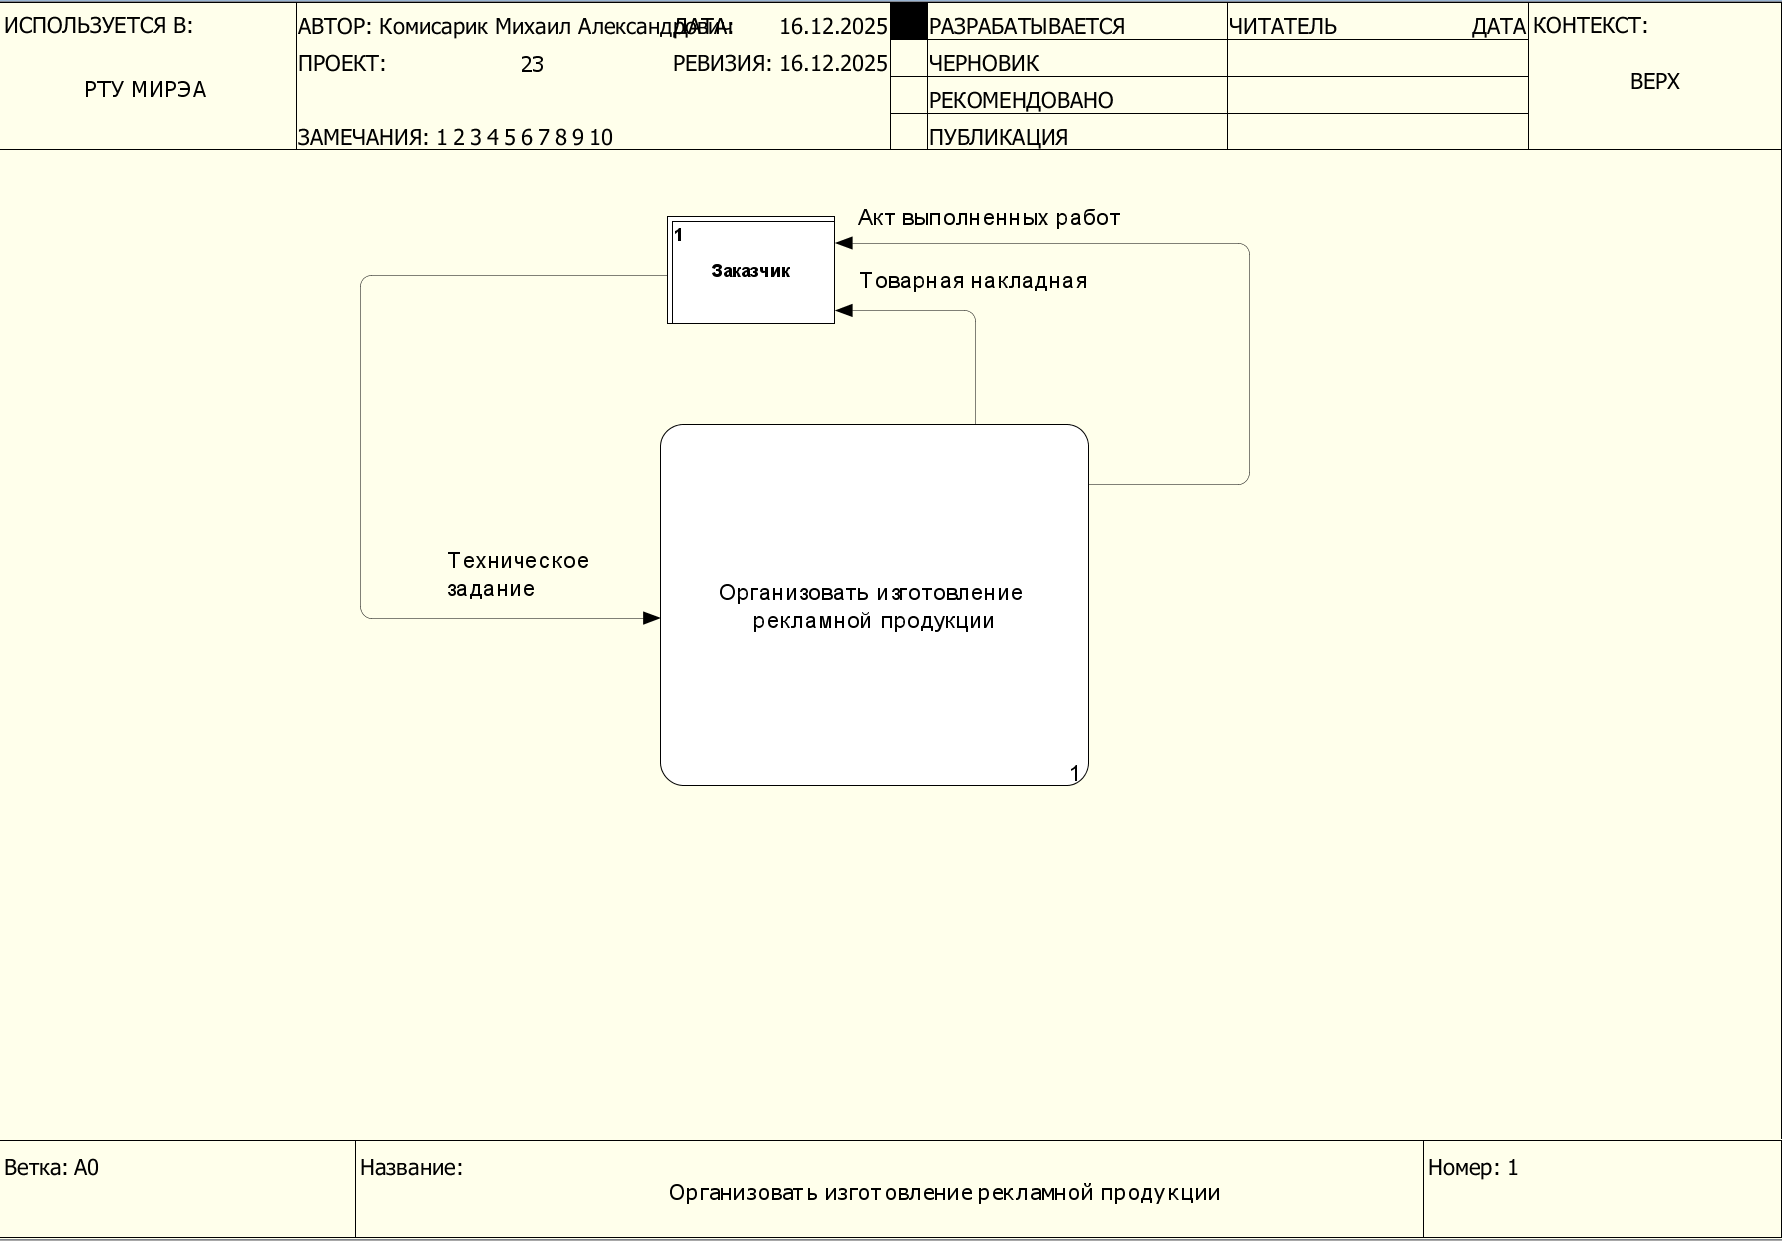 ИСПОЛЬЗУЕТСЯ В:
РТУ МИРЭА
АВТОР: Комисарик Михаил Александрович
ДАТА: 16.12.2025
ПРОЕКТ: 23
РЕВИЗИЯ: 16.12.2025
ЗАМЕЧАНИЯ: 1 2 3 4 5 6 7 8 9 10
РАЗРАБАТЫВАЕТСЯ
ЧЕРНОВИК
РЕКОМЕНДОВАНО
ПУБЛИКАЦИЯ
ЧИТАТЕЛЬ ДАТА
КОНТЕКСТ:
ВЕРХ
Акт выполненных работ
1
Заказчик
Товарная накладная
Техническое
задание
Организовать изготовление
рекламной продукции
1
Ветка: A0
Название:
Организовать изготовление рекламной продукции
Номер: 1